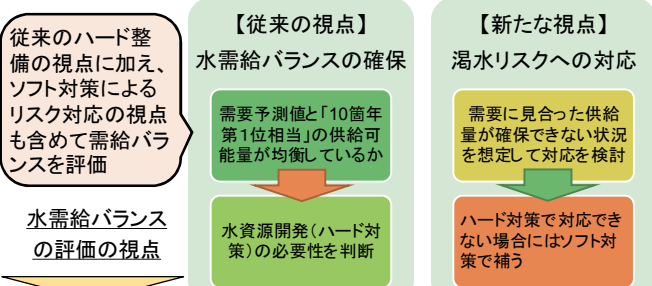 従来のハード整
備の視点に加え、
ソフト対策による
リスク対応の視点
も含めて需給バラ
ンスを評価
水需給バランス
の評価の視点
【従来の視点】
水需給バランスの確保
需要予測値と「10箇年
第1位相当」の供給可
能量が均衡しているか
水資源開発(ハード対
策)の必要性を判断
【新たな視点】
渇水リスクへの対応
需要に見合った供給
量が確保できない状況
を想定して対応を検討
ハード対策で対応でき
ない場合にはソフト対
策で補う